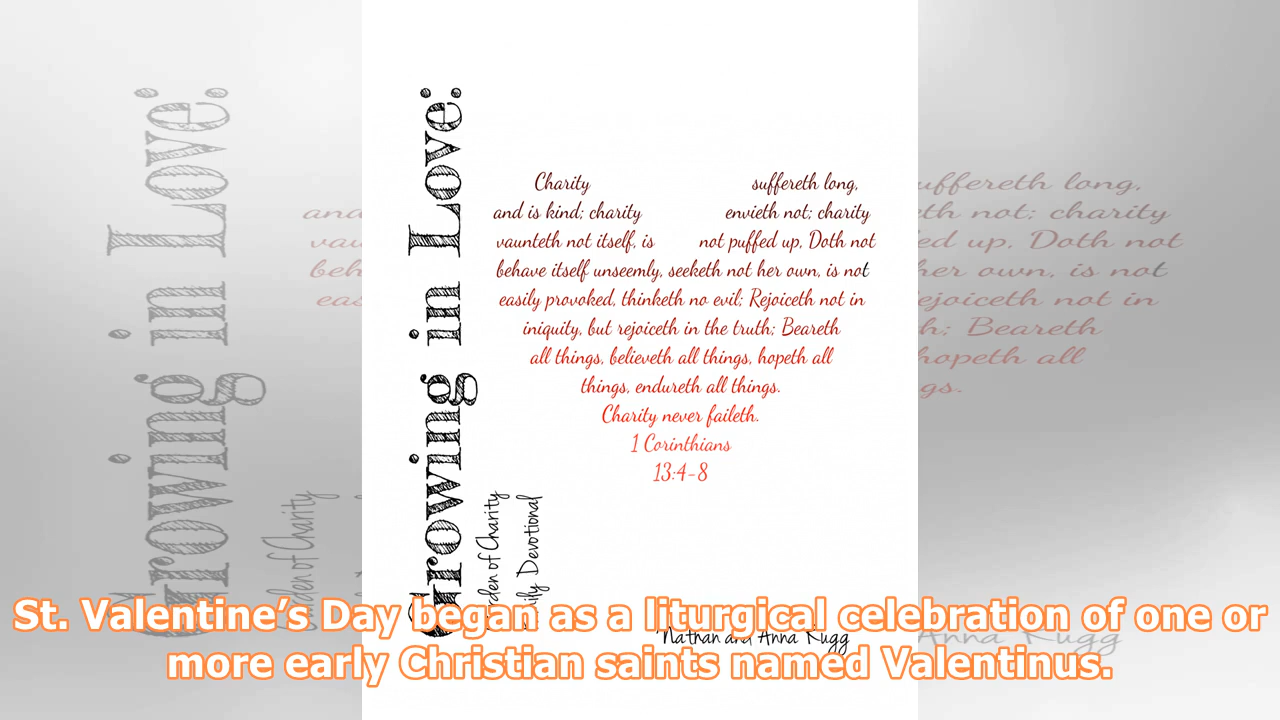 Growing in Love:
of Charity
Devotional
Charity suffereth long,
and is kind; charity envieth not; charity
vaunteth not itself, is not puffed up, Doth not
behave itself unseemly, seeketh not her own, is not
easily provoked, thinketh no evil; Rejoiceth not in
iniquity, but rejoiceth in the truth; Beareth
all things, believeth all things, hopeth all
things, endureth all things.
Charity never faileth.
1 Corinthians
13:4-8
Nathan and Anna Rugg
St. Valentine’s Day began as a liturgical celebration of one or
more early Christian saints named Valentinus.